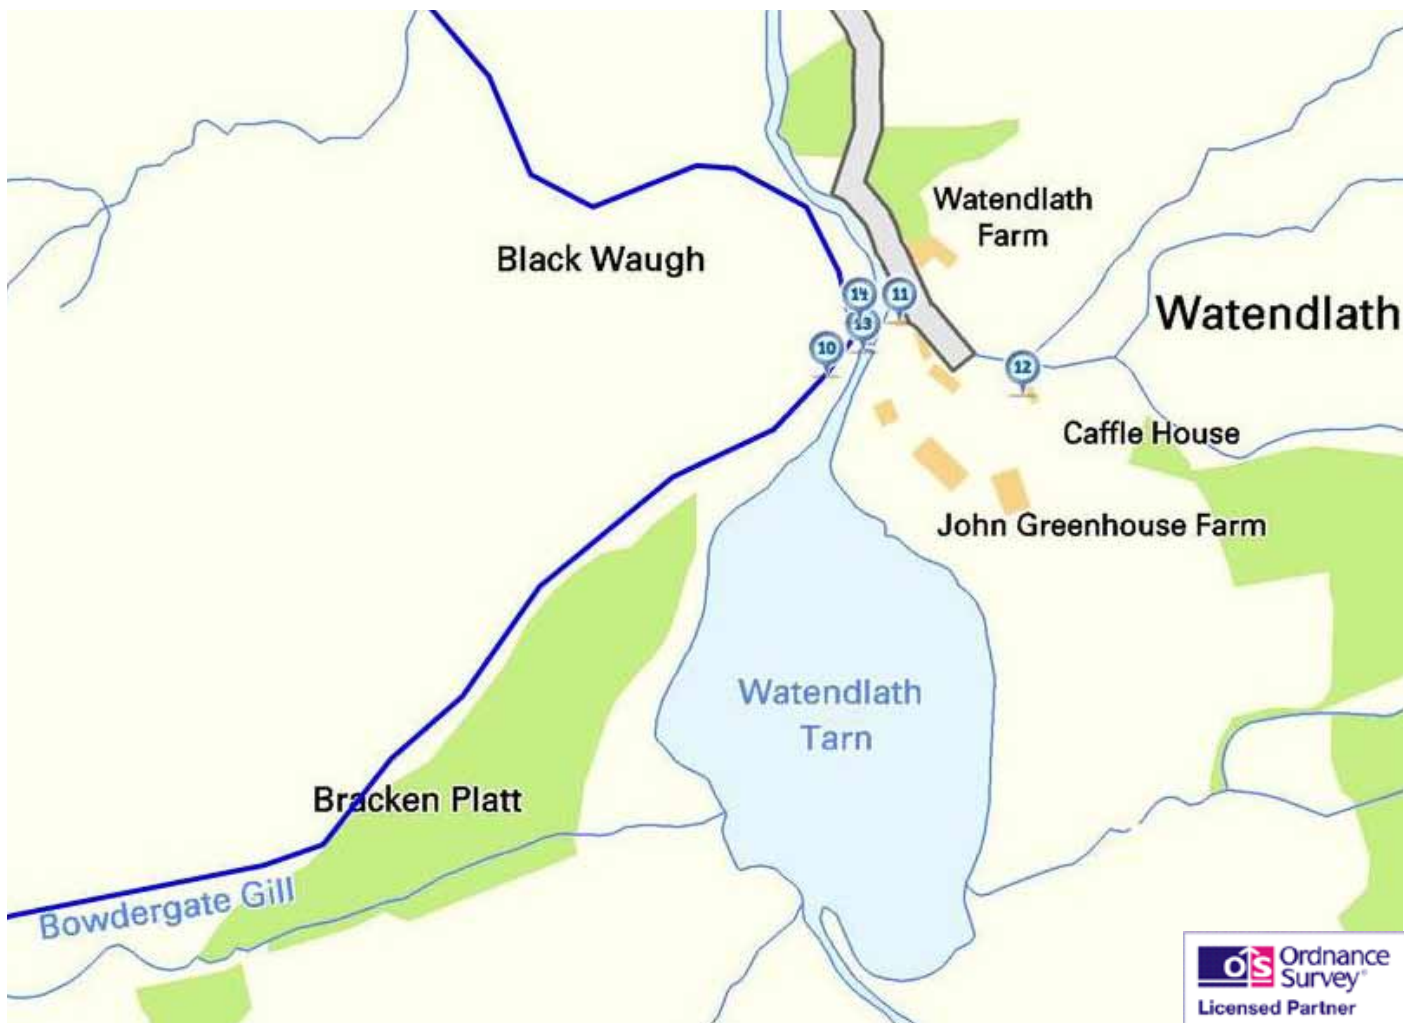 Watendlath
Farm
Black Waugh
Watendlath
14
11
13
10
12
Caffle House
John Greenhouse Farm
Watendlath
Tarn
Bracken Platt
Bowdergate Gill
OS Ordnance
Survey®
Licensed Partner